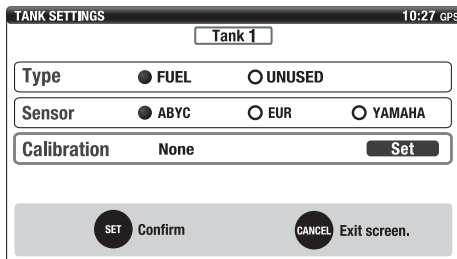 TANK SETTINGS 10:27 GPS
Tank 1
Type FUEL UNUSED
Sensor ABYC EUR YAMAHA
Calibration None Set
SET Confirm CANCEL Exit screen.